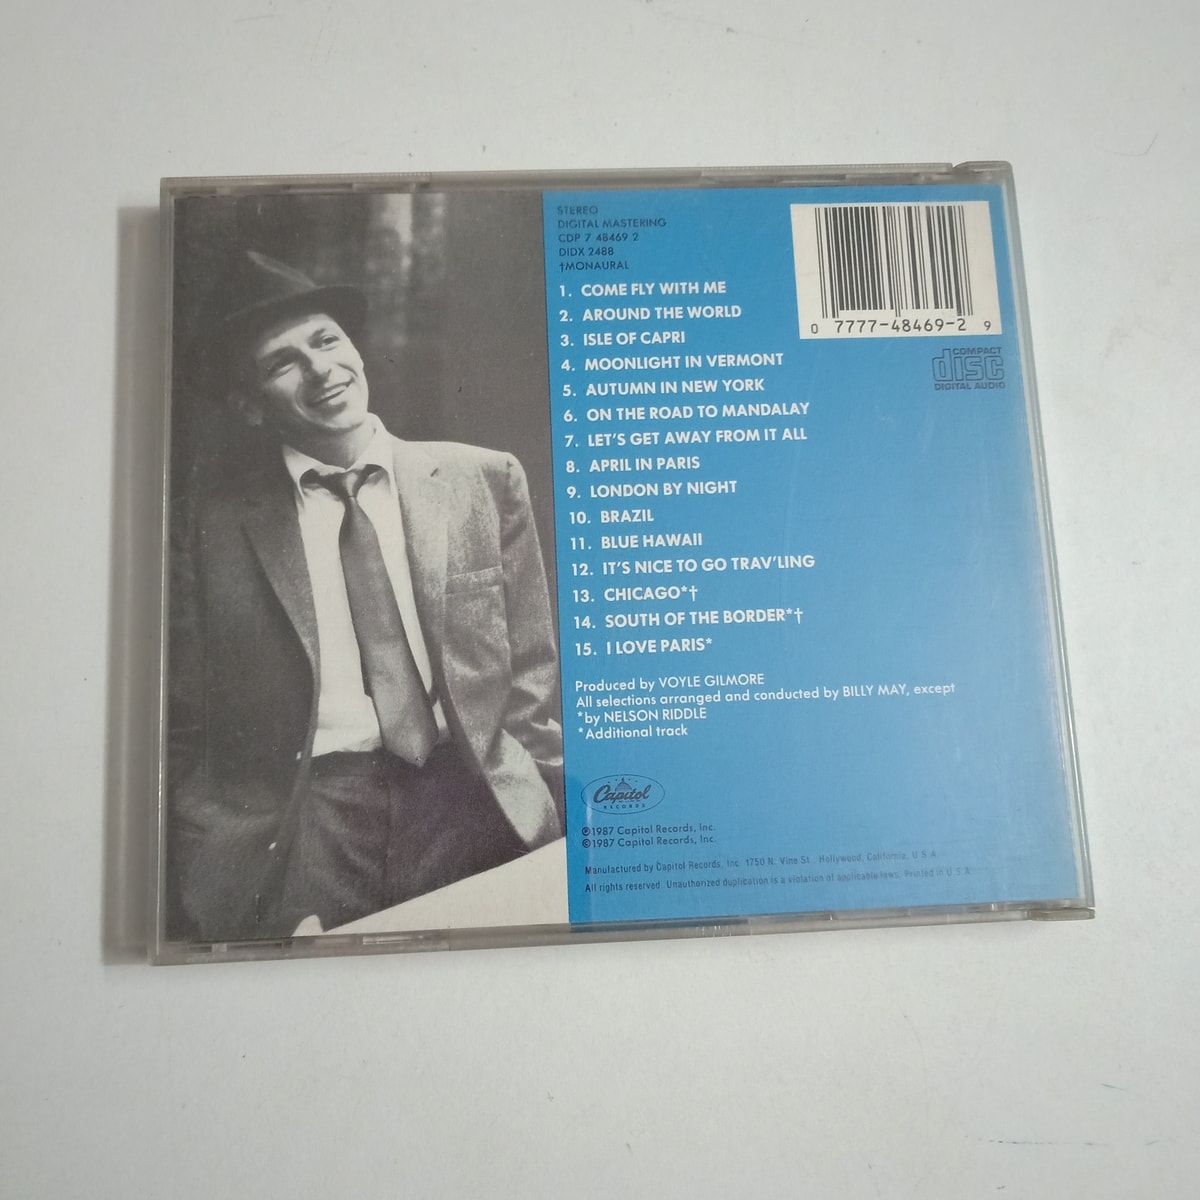 STEREO
DIGITAL MASTERING
CDP 7 48469 2
DIDX 2488
†MONAURAL
0 7777-48469-2 9
COMPACT
disc
DIGITAL AUDIO
1. COME FLY WITH ME
2. AROUND THE WORLD
3. ISLE OF CAPRI
4. MOONLIGHT IN VERMONT
5. AUTUMN IN NEW YORK
6. ON THE ROAD TO MANDALAY
7. LET'S GET AWAY FROM IT ALL
8. APRIL IN PARIS
9. LONDON BY NIGHT
10. BRAZIL
11. BLUE HAWAII
12. IT'S NICE TO GO TRAV'LING
13. CHICAGO*†
14. SOUTH OF THE BORDER*†
15. I LOVE PARIS*
Produced by VOYLE GILMORE
All selections arranged and conducted by BILLY MAY, except
*by NELSON RIDDLE
*Additional track
Capitol
RECORDS
℗1987 Capitol Records, Inc.
©1987 Capitol Records, Inc.
Manufactured by Capitol Records, Inc. 1750 N. Vine St. Hollywood, California, U.S.A.
All rights reserved. Unauthorized duplication is a violation of applicable laws. Printed in U.S.A.